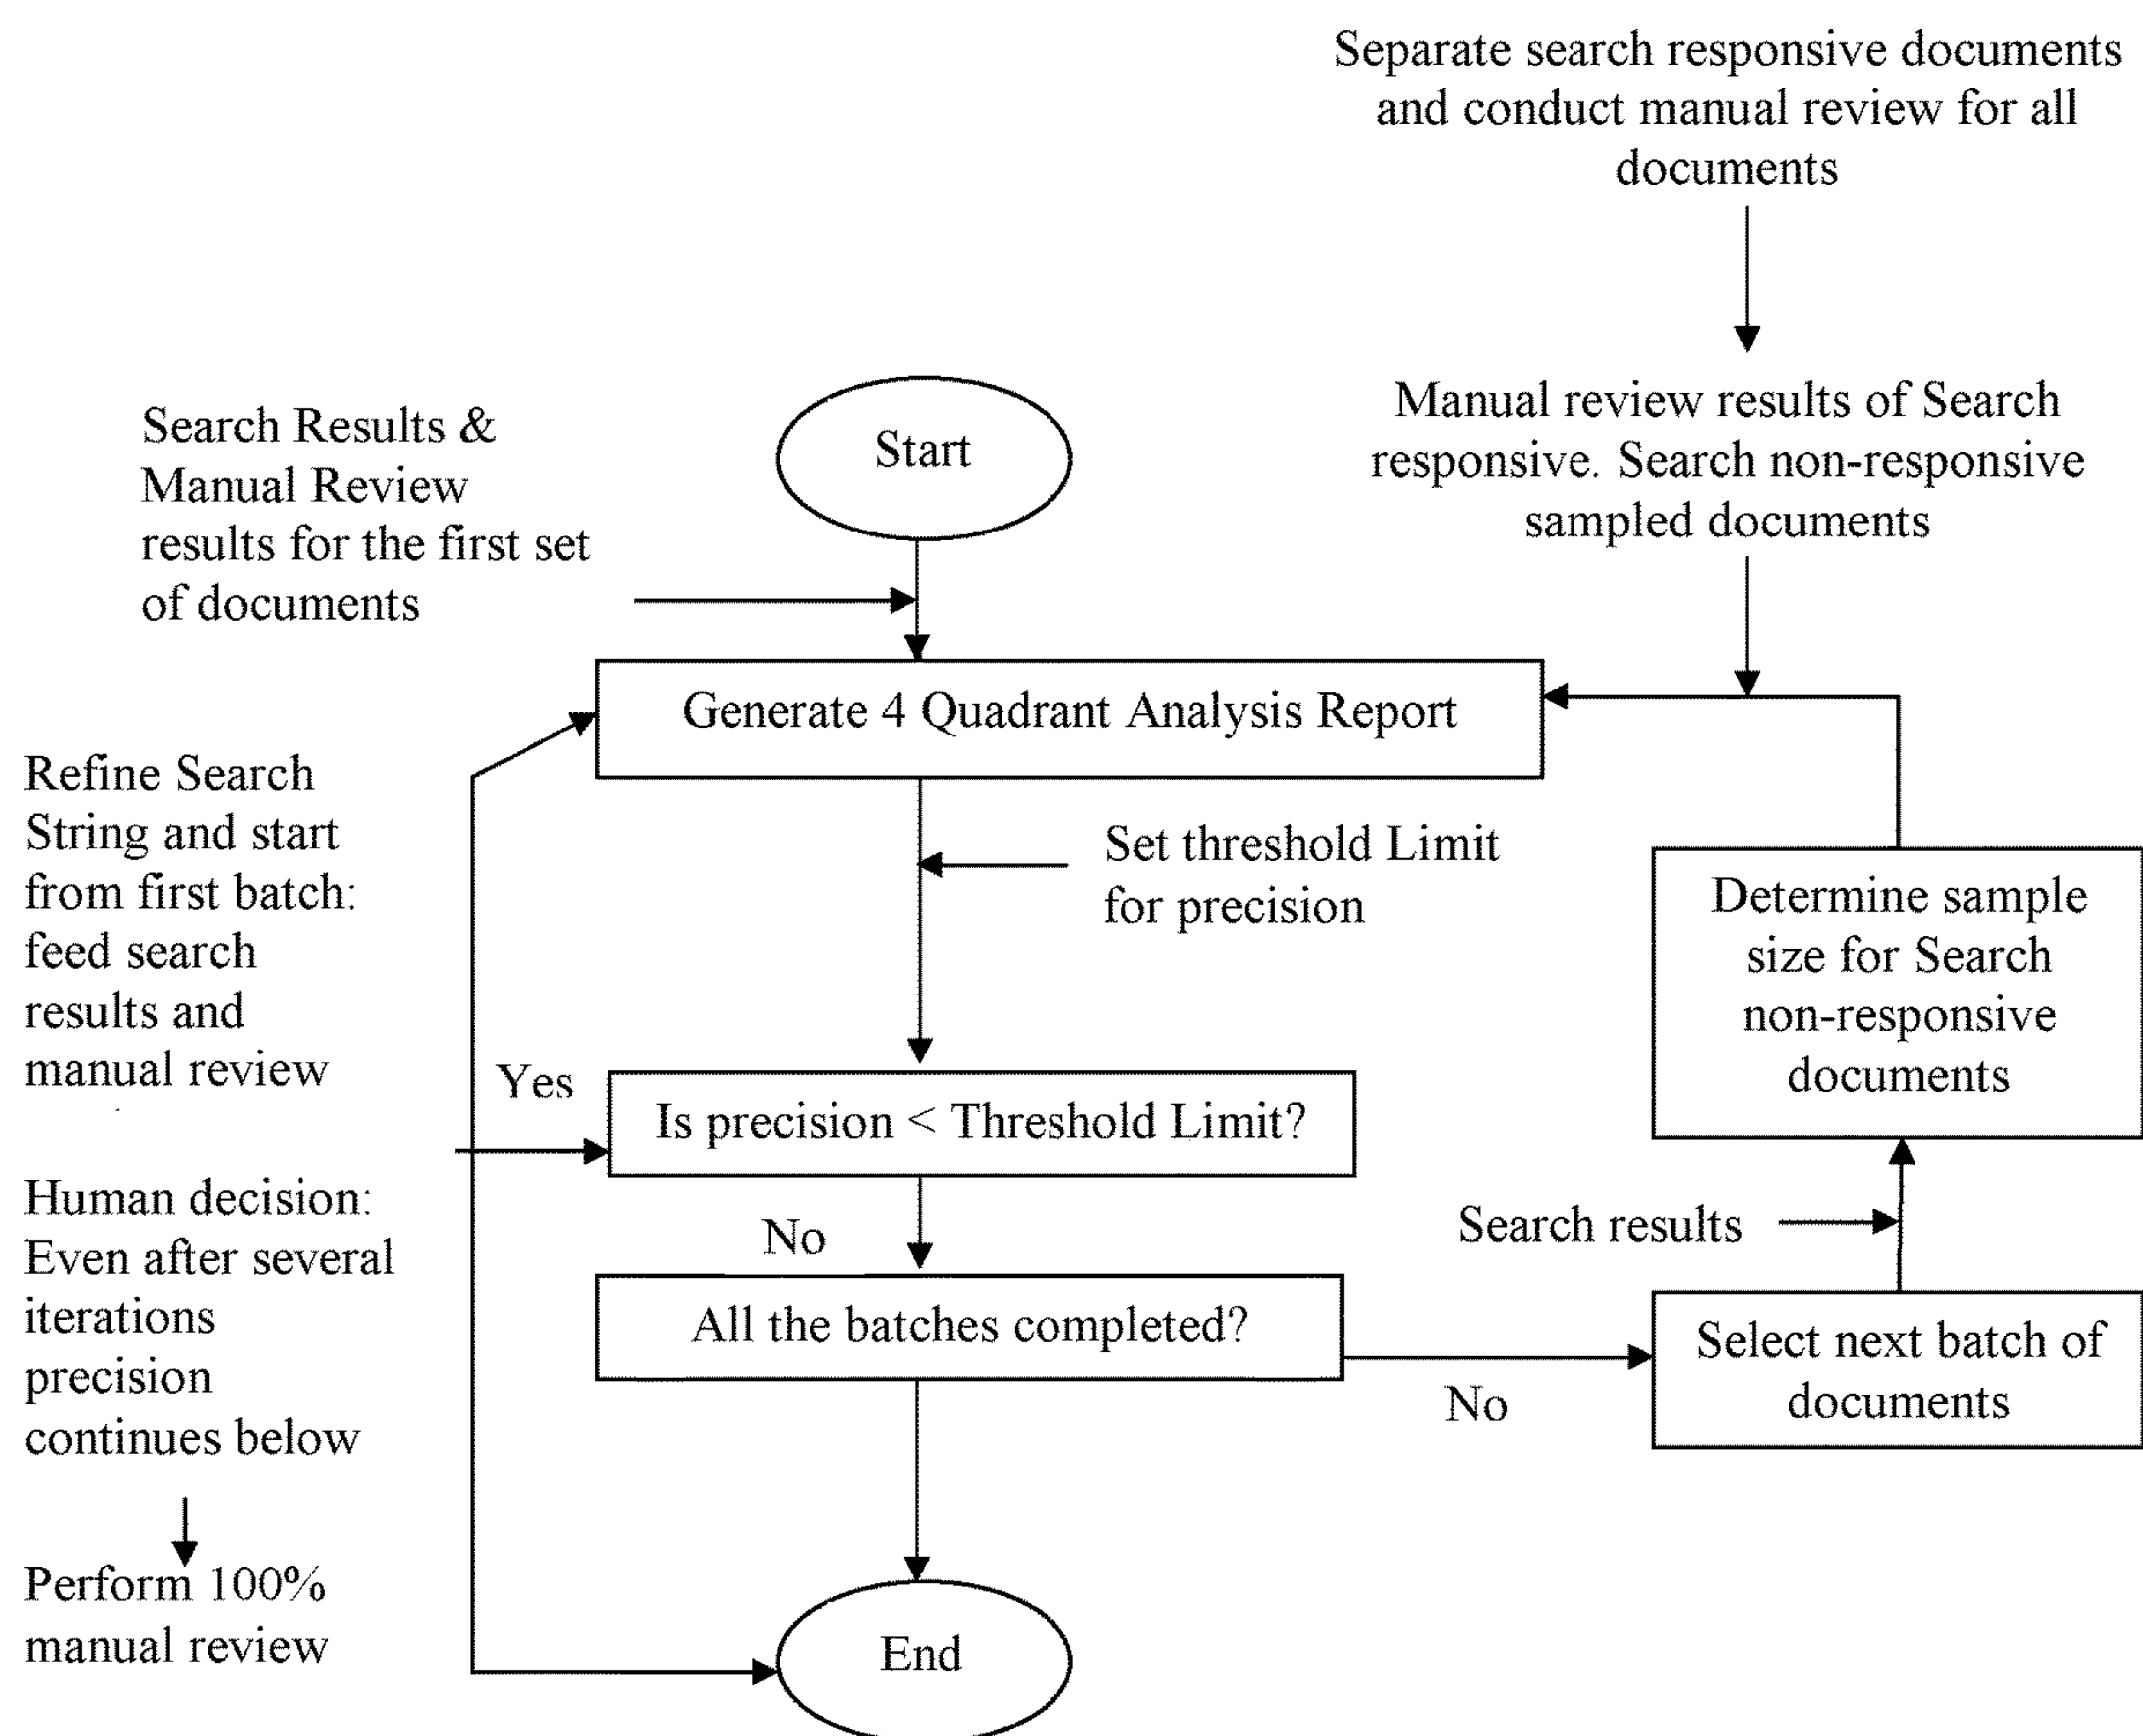 Separate search responsive documents
and conduct manual review for all
documents
Manual review results of Search
responsive. Search non-responsive
sampled documents
Search Results &
Manual Review
results for the first set
of documents
Start
Generate 4 Quadrant Analysis Report
Set threshold Limit
for precision
Refine Search
String and start
from first batch:
feed search
results and
manual review
Yes
Is precision < Threshold Limit?
No
Human decision:
Even after several
iterations
precision
continues below
Perform 100%
manual review
All the batches completed?
No
Select next batch of
documents
Search results
Determine sample
size for Search
non-responsive
documents
End